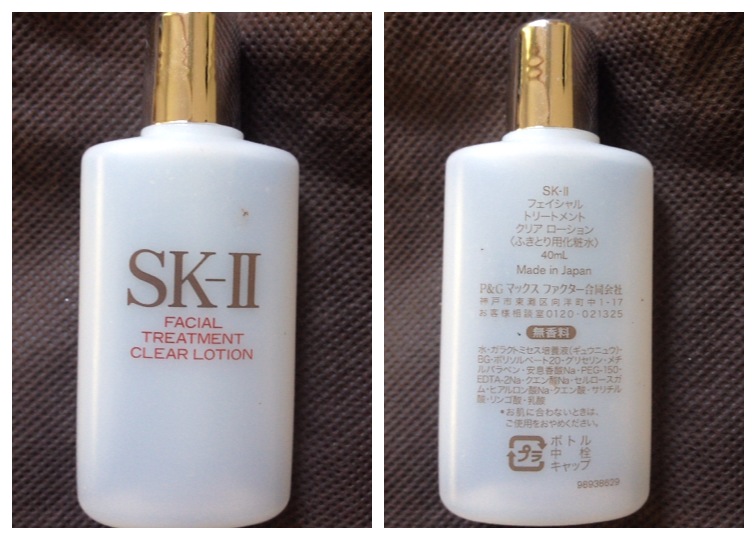 SK-II
FACIAL
TREATMENT
CLEAR LOTION
SK-II
フェイシャル
トリートメント
クリア ローション
〈ふきとり用化粧水〉
40mL
Made in Japan
P&G マックス ファクター合同会社
神戸市東灘区向洋町中1-17
お客様相談室0120-021325
無香料
水・ガラクトミセス培養液(ギュウニュウ)・
BG・ポリソルベート20・グリセリン・メチ
ルパラベン・安息香酸Na・PEG-150・
EDTA-2Na・クエン酸Na・セルロースガ
ム・ヒアルロン酸Na・クエン酸・サリチル
酸・リンゴ酸・乳酸
*お肌に合わないときは、
ご使用をおやめください。
プラ
ボトル
中栓
キャップ
98938629